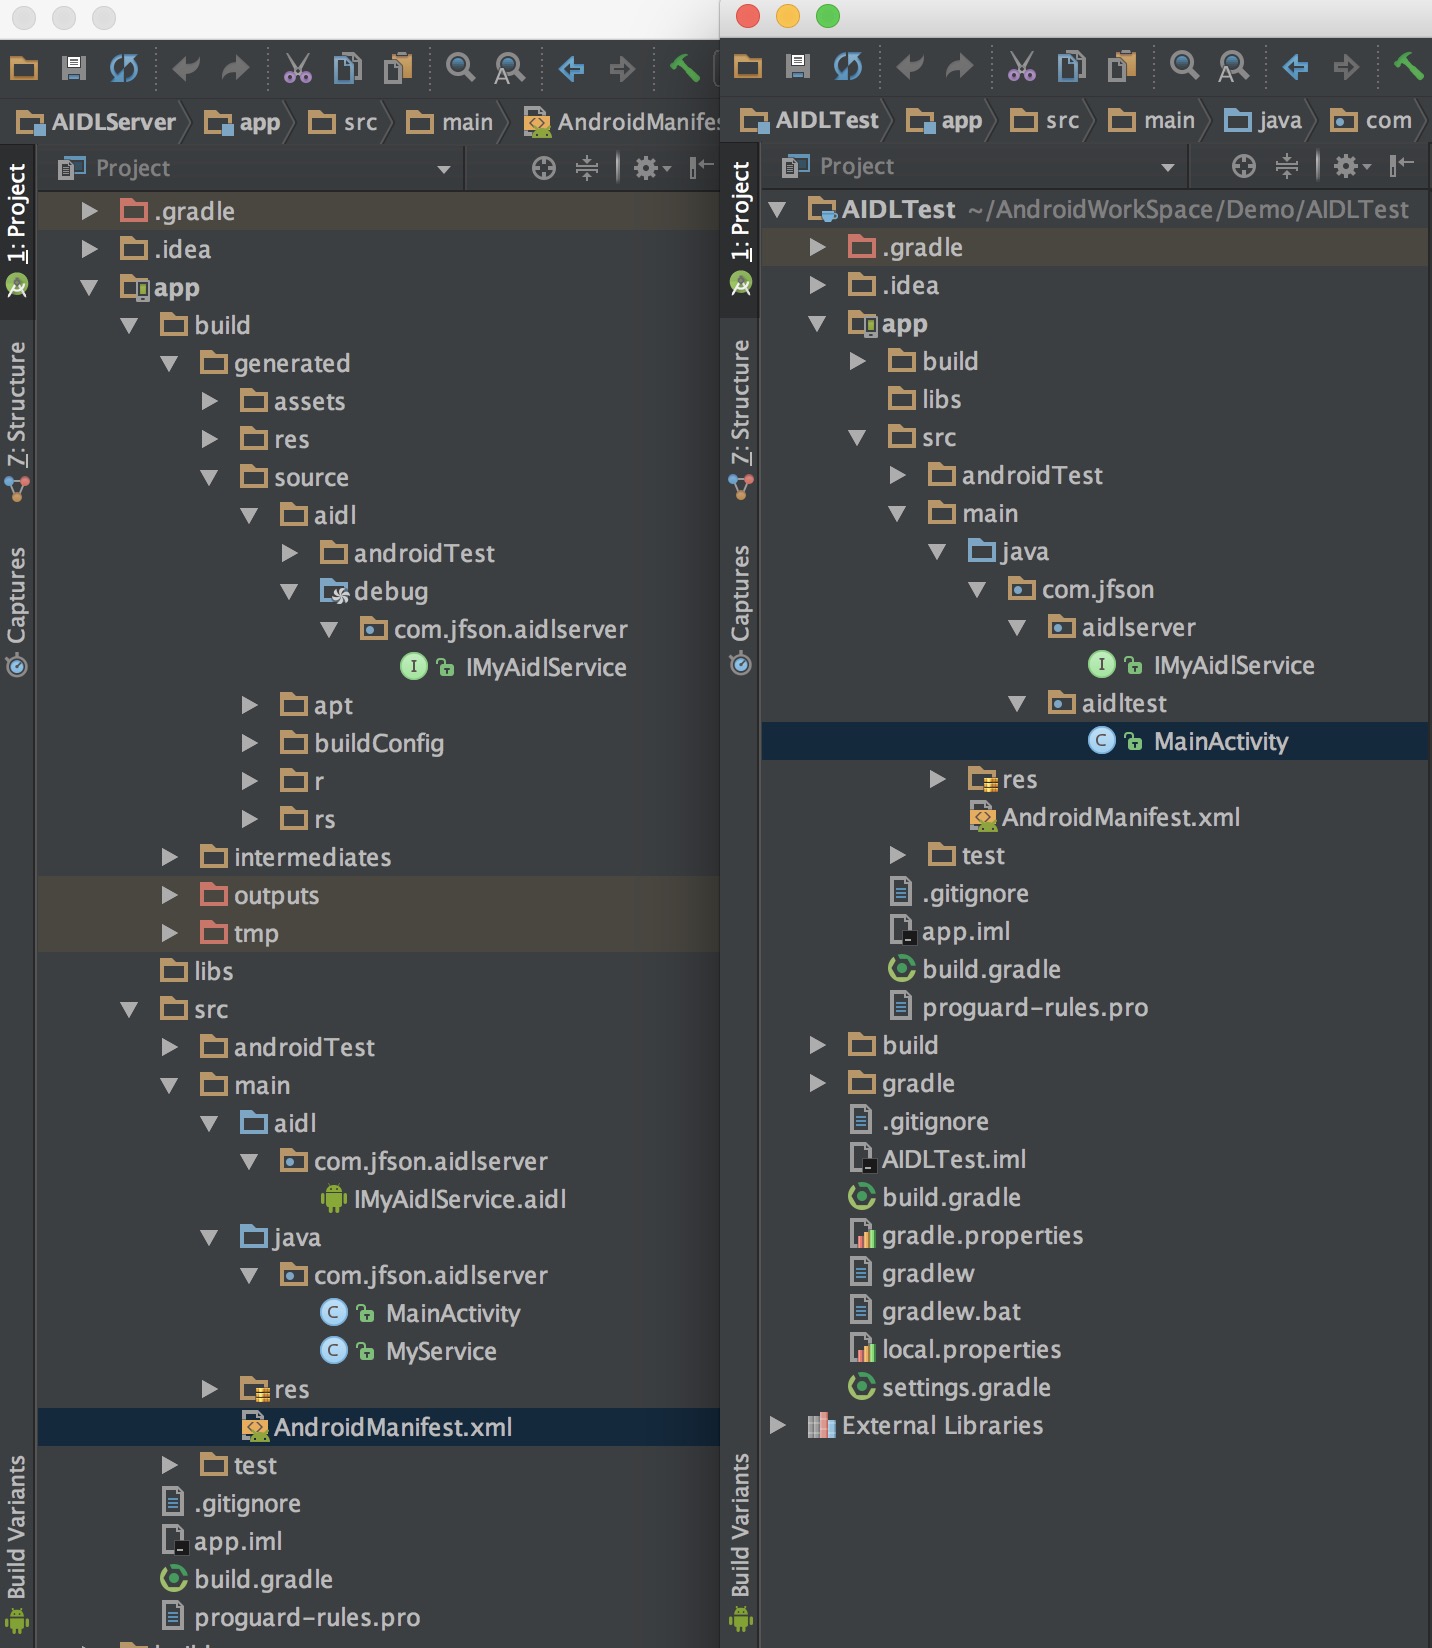 AIDLServer app src main AndroidManifes
Project
1: Project
7: Structure
Captures
Build Variants
.gradle
.idea
app
build
generated
assets
res
source
aidl
androidTest
debug
com.jfson.aidlserver
IMyAidlService
apt
buildConfig
r
rs
intermediates
outputs
tmp
libs
src
androidTest
main
aidl
com.jfson.aidlserver
IMyAidlService.aidl
java
com.jfson.aidlserver
MainActivity
MyService
res
AndroidManifest.xml
test
.gitignore
app.iml
build.gradle
proguard-rules.pro
AIDLTest app src main java com
Project
1: Project
7: Structure
Captures
Build Variants
AIDLTest ~/AndroidWorkSpace/Demo/AIDLTest
.gradle
.idea
app
build
libs
src
androidTest
main
java
com.jfson
aidlserver
IMyAidlService
aidltest
MainActivity
res
AndroidManifest.xml
test
.gitignore
app.iml
build.gradle
proguard-rules.pro
build
gradle
.gitignore
AIDLTest.iml
build.gradle
gradle.properties
gradlew
gradlew.bat
local.properties
settings.gradle
External Libraries